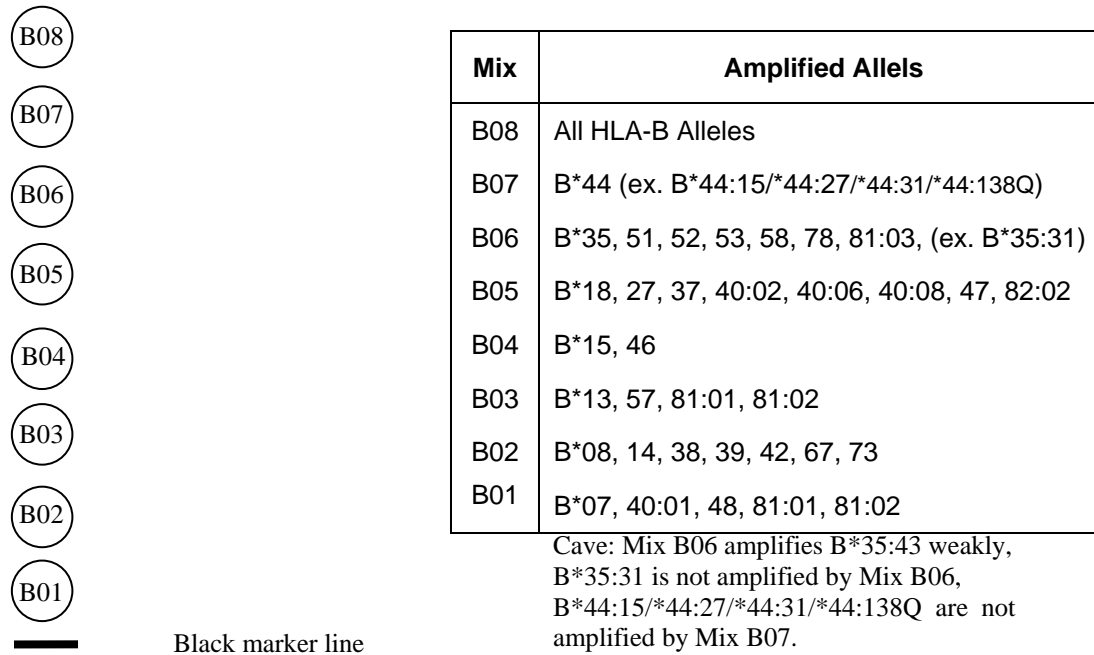 B08
B07
B06
B05
B04
B03
B02
B01
Black marker line
Mix Amplified Allels
B08 All HLA-B Alleles
B07 B*44 (ex. B*44:15/*44:27/*44:31/*44:138Q)
B06 B*35, 51, 52, 53, 58, 78, 81:03, (ex. B*35:31)
B05 B*18, 27, 37, 40:02, 40:06, 40:08, 47, 82:02
B04 B*15, 46
B03 B*13, 57, 81:01, 81:02
B02 B*08, 14, 38, 39, 42, 67, 73
B01 B*07, 40:01, 48, 81:01, 81:02
Cave: Mix B06 amplifies B*35:43 weakly,
B*35:31 is not amplified by Mix B06,
B*44:15/*44:27/*44:31/*44:138Q are not
amplified by Mix B07.